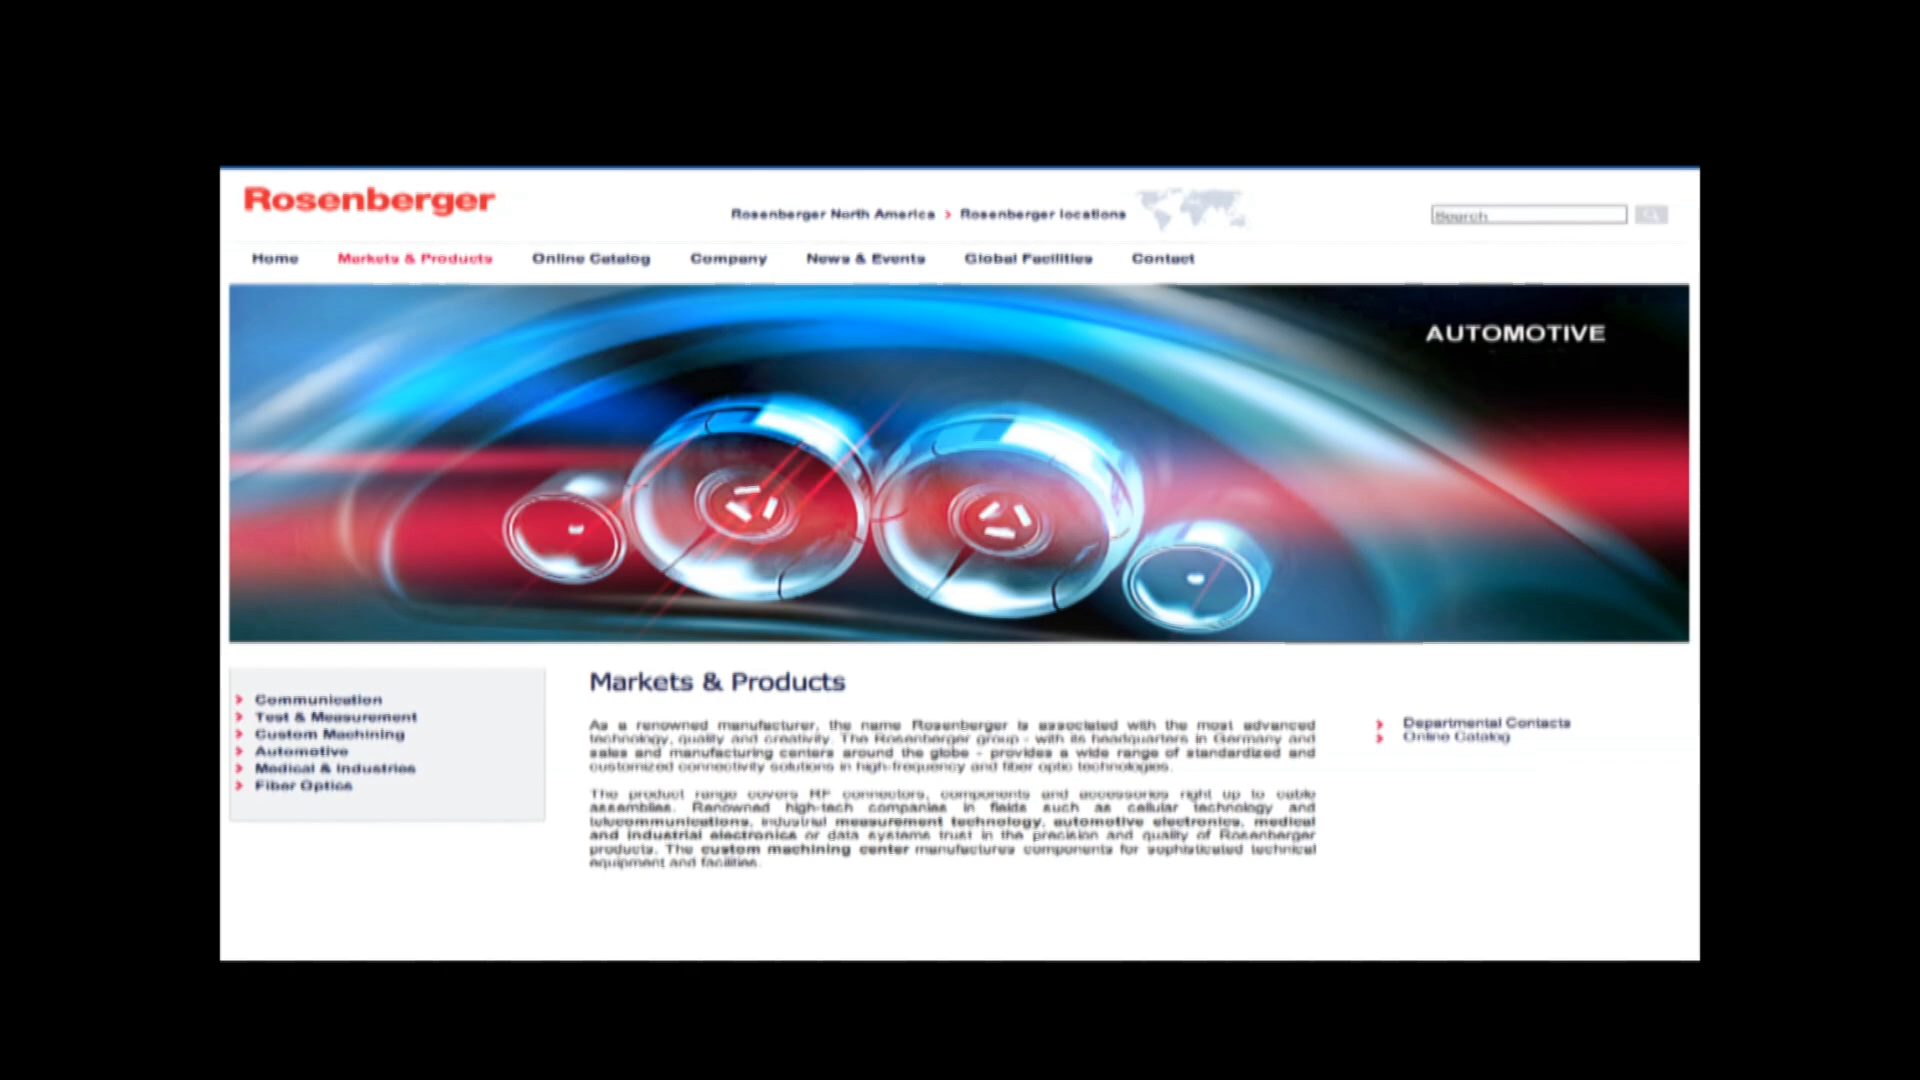 Rosenberger
Rosenberger North America > Rosenberger locations
Search
Home Markets & Products Online Catalog Company News & Events Global Facilities Contact
AUTOMOTIVE
Communication
Test & Measurement
Custom Machining
Automotive
Medical & Industries
Fiber Optics
Markets & Products
As a renowned manufacturer, the name Rosenberger is associated with the most advanced
technology, quality and creativity. The Rosenberger group - with its headquarters in Germany and
sales and manufacturing centers around the globe - provides a wide range of standardized and
customized connectivity solutions in high-frequency and fiber optic technologies.
The product range covers RF connectors, components and accessories right up to cable
assemblies. Renowned high-tech companies in fields such as cellular technology and
telecommunications, industrial measurement technology, automotive electronics, medical
and industrial electronics or data systems trust in the precision and quality of Rosenberger
products. The custom machining center manufactures components for sophisticated technical
equipment and facilities.
Departmental Contacts
Online Catalog